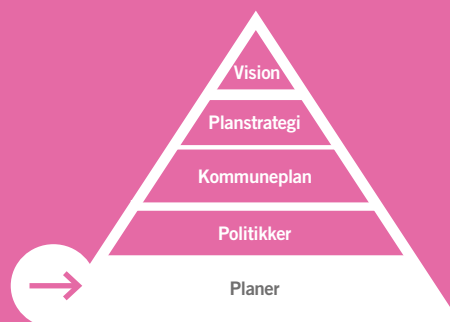 Vision
Planstrategi
Kommuneplan
Politikker
Planer